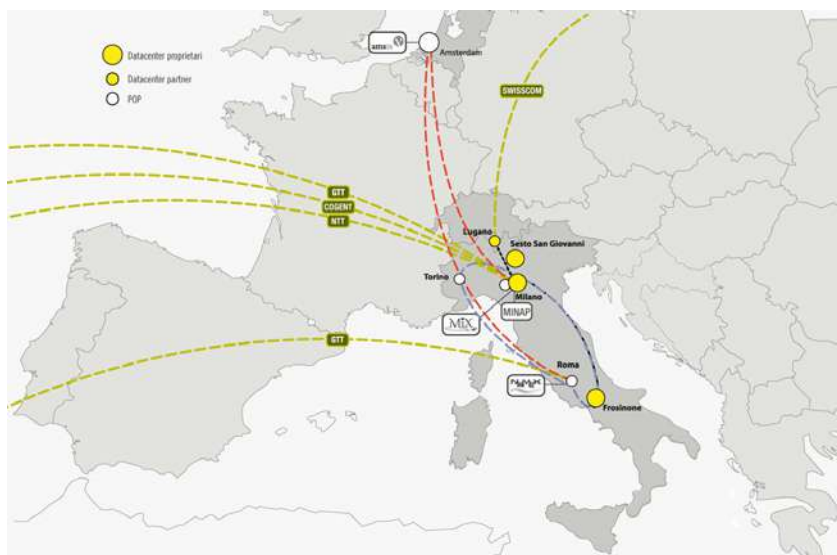 amsix
Amsterdam
Datacenter proprietari
Datacenter partner
POP
SWISSCOM
GTT
COGENT
NTT
Lugano
Sesto San Giovanni
Torino
Milano
MIX
MINAP
GTT
Roma
Frosinone